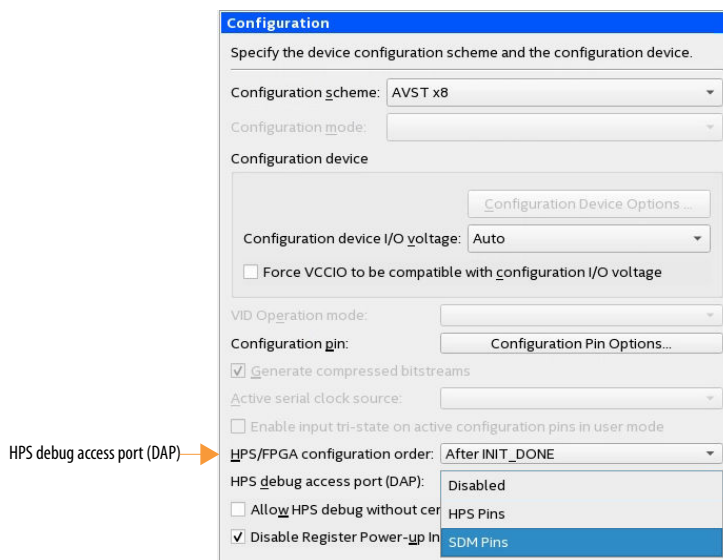 Configuration
Specify the device configuration scheme and the configuration device.
Configuration scheme: AVST x8
Configuration mode:
Configuration device
Configuration Device Options ...
Configuration device I/O voltage: Auto
Force VCCIO to be compatible with configuration I/O voltage
VID Operation mode:
Configuration pin: Configuration Pin Options...
Generate compressed bitstreams
Active serial clock source:
Enable input tri-state on active configuration pins in user mode
HPS debug access port (DAP) HPS/FPGA configuration order: After INIT_DONE
HPS debug access port (DAP):
Disabled
Allow HPS debug without
HPS Pins
Disable Register Power-up
SDM Pins